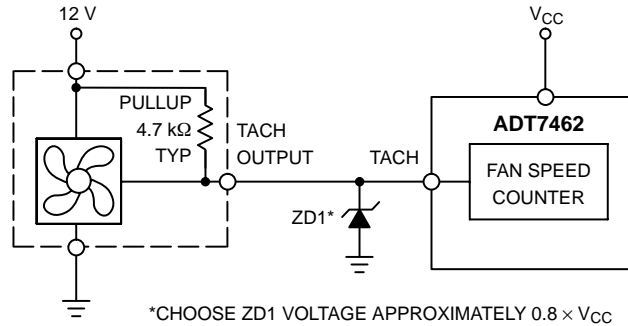 12 V
V_CC
PULLUP
4.7 kΩ
TYP
TACH
OUTPUT
TACH
ADT7462
FAN SPEED
COUNTER
ZD1*
*CHOOSE ZD1 VOLTAGE APPROXIMATELY 0.8 × V_CC